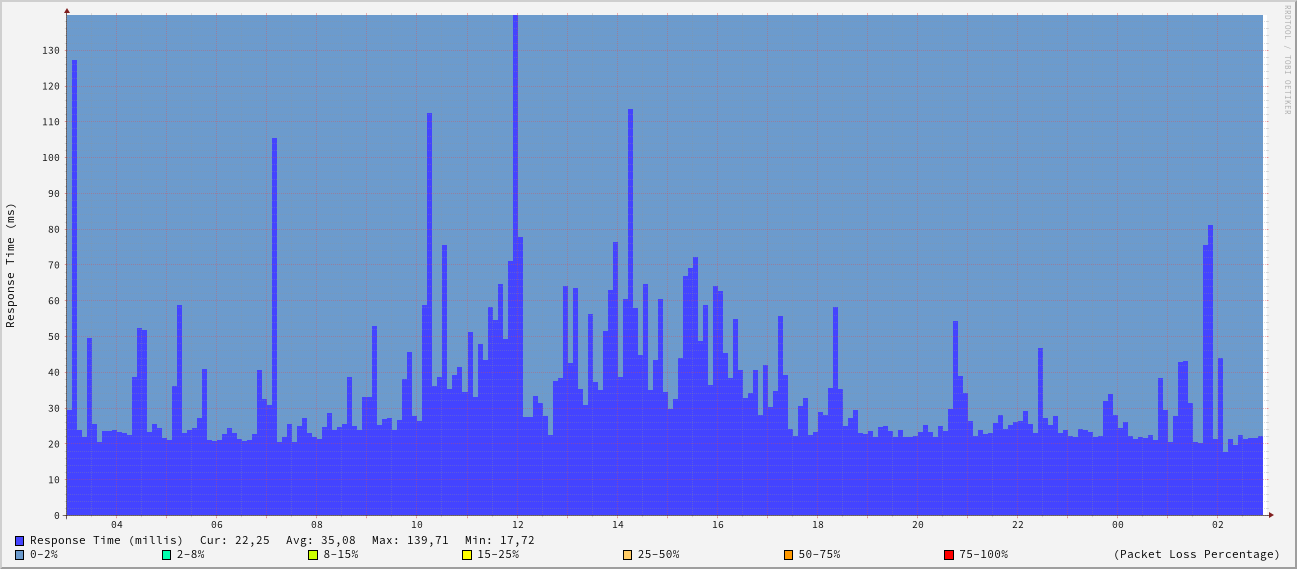 RRDTOOL / TOBI OETIKER
Response Time (ms)
130
120
110
100
90
80
70
60
50
40
30
20
10
0
04 06 08 10 12 14 16 18 20 22 00 02
Response Time (millis) Cur: 22,25 Avg: 35,08 Max: 139,71 Min: 17,72
0-2% 2-8% 8-15% 15-25% 25-50% 50-75% 75-100% (Packet Loss Percentage)